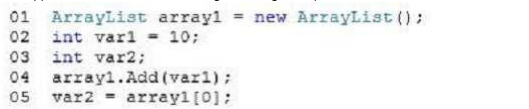 01 ArrayList array1 = new ArrayList();
02 int var1 = 10;
03 int var2;
04 array1.Add(var1);
05 var2 = array1[0];